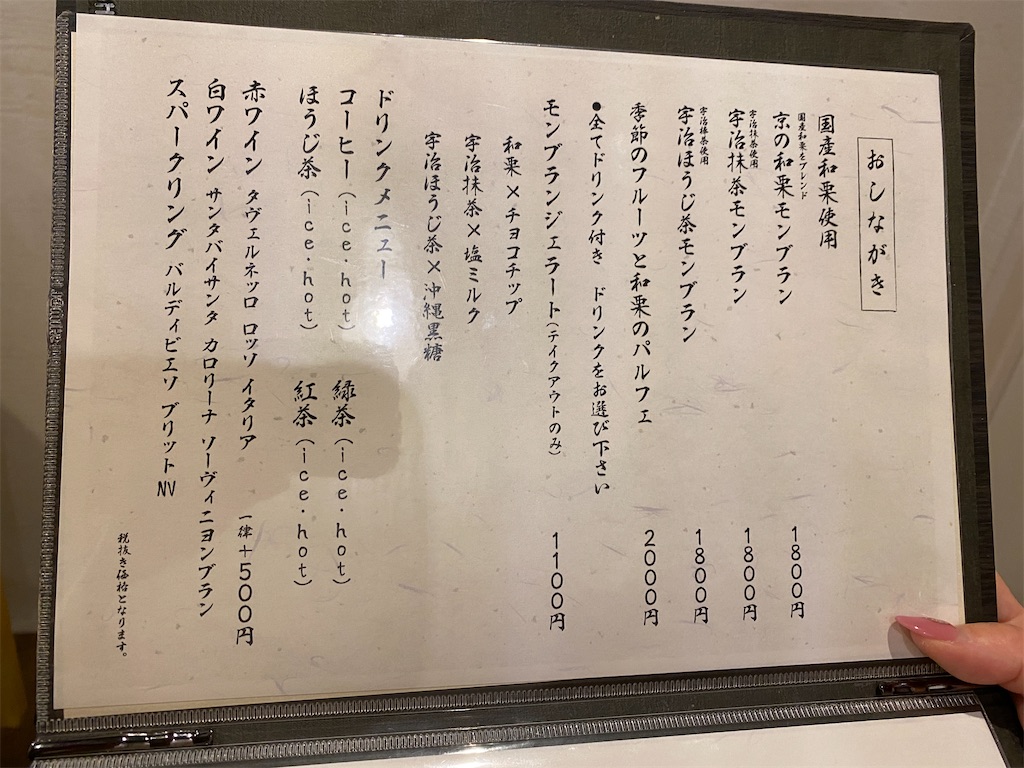 おしながき
国産和栗使用
国産和栗をブレンド
京の和栗モンブラン 1800円
宇治抹茶使用
宇治抹茶モンブラン 1800円
宇治抹茶使用
宇治ほうじ茶モンブラン 1800円
季節のフルーツと和栗のパルフェ 2000円
●全てドリンク付き ドリンクをお選び下さい
モンブランジェラート(テイクアウトのみ) 1100円
和栗×チョコチップ
宇治抹茶×塩ミルク
宇治ほうじ茶×沖縄黒糖
ドリンクメニュー
コーヒー(ice・hot) 緑茶(ice・hot)
ほうじ茶(ice・hot) 紅茶(ice・hot)
赤ワイン タヴェルネッロ ロッソ イタリア 一律+500円
白ワイン サンタバイサンタ カロリーナ ソーヴィニヨンブラン
スパークリング バルディビエソ ブリットNV
税抜き価格となります。